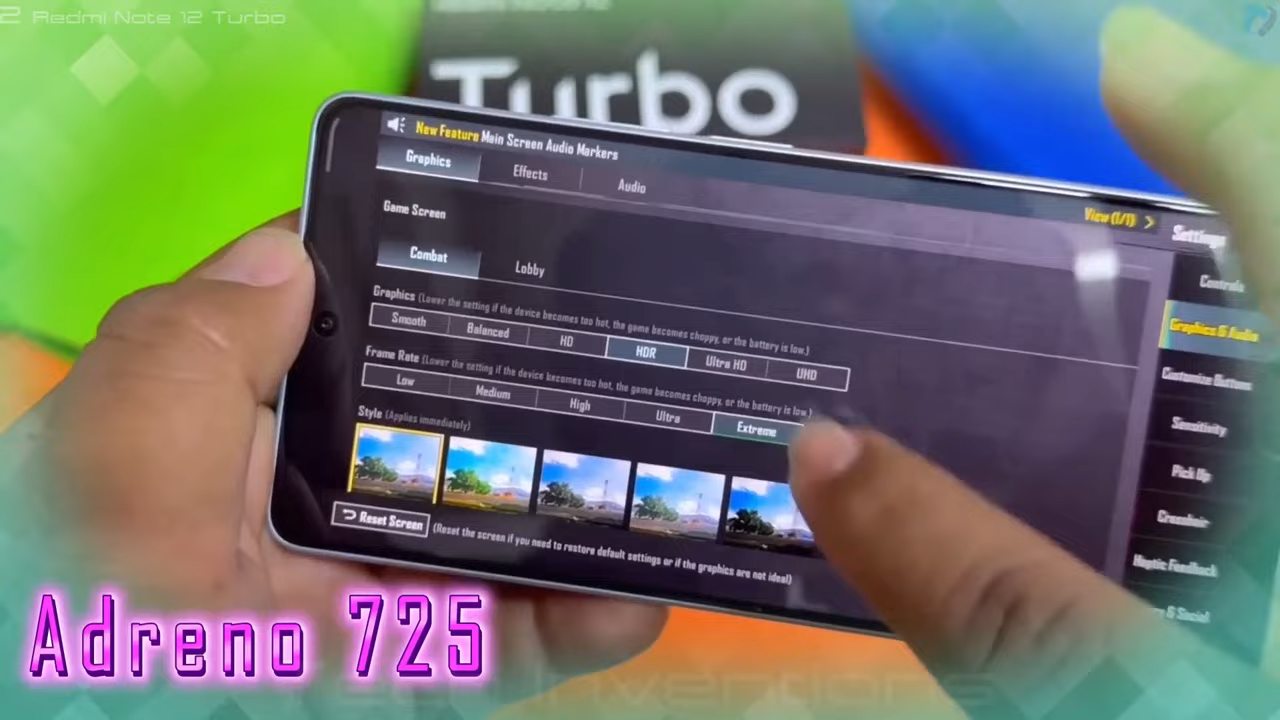 2 Redmi Note 12 Turbo
Turbo
New Feature Main Screen Audio Markers
View (1/1)
Graphics
Effects
Audio
Settings
Game Screen
Controls
Combat
Lobby
Graphics (Lower the setting if the device becomes too hot, the game becomes choppy, or the battery is low.)
Smooth Balanced HD HDR Ultra HD UHD
Graphics & Audio
Frame Rate (Lower the setting if the device becomes too hot, the game becomes choppy, or the battery is low.)
Low Medium High Ultra Extreme
Customize Buttons
Style (Applies immediately)
Sensitivity
Pick Up
Crosshair
Reset Screen (Reset the screen if you need to restore default settings or if the graphics are not ideal)
Haptic Feedback
& Social
Adreno 725
Tech Inventions